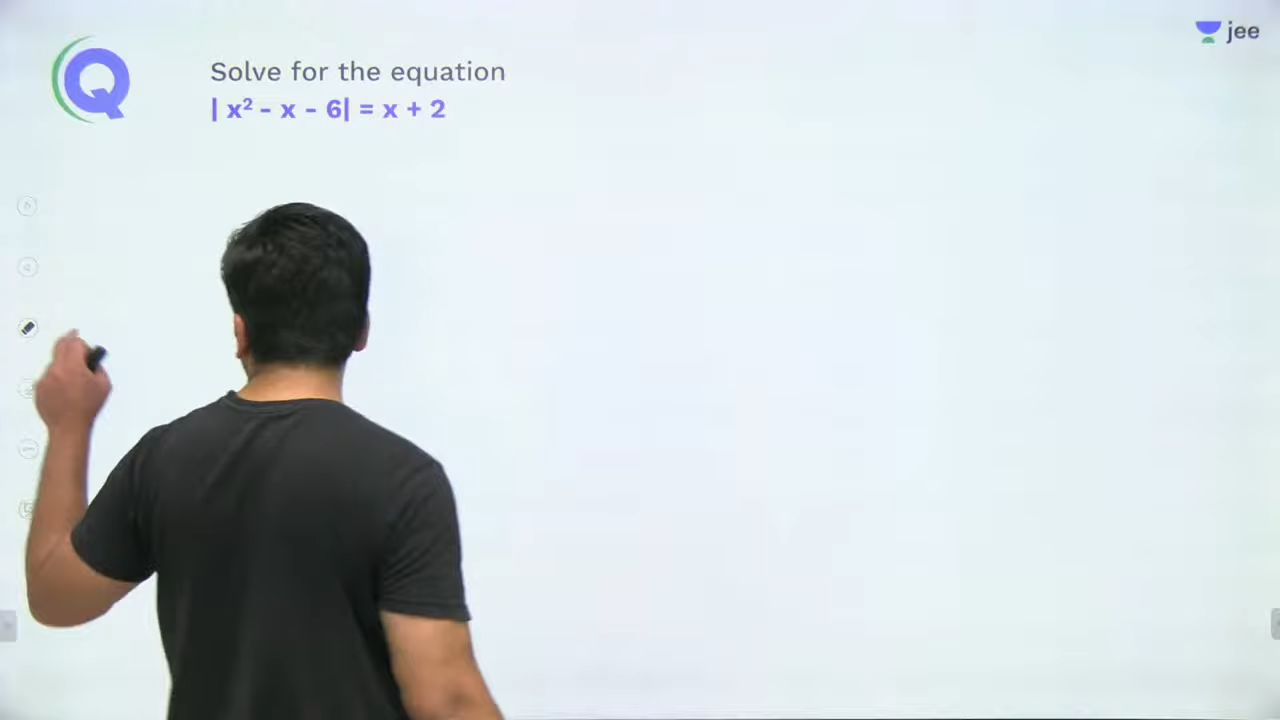 jee
Solve for the equation
| x² - x - 6| = x + 2